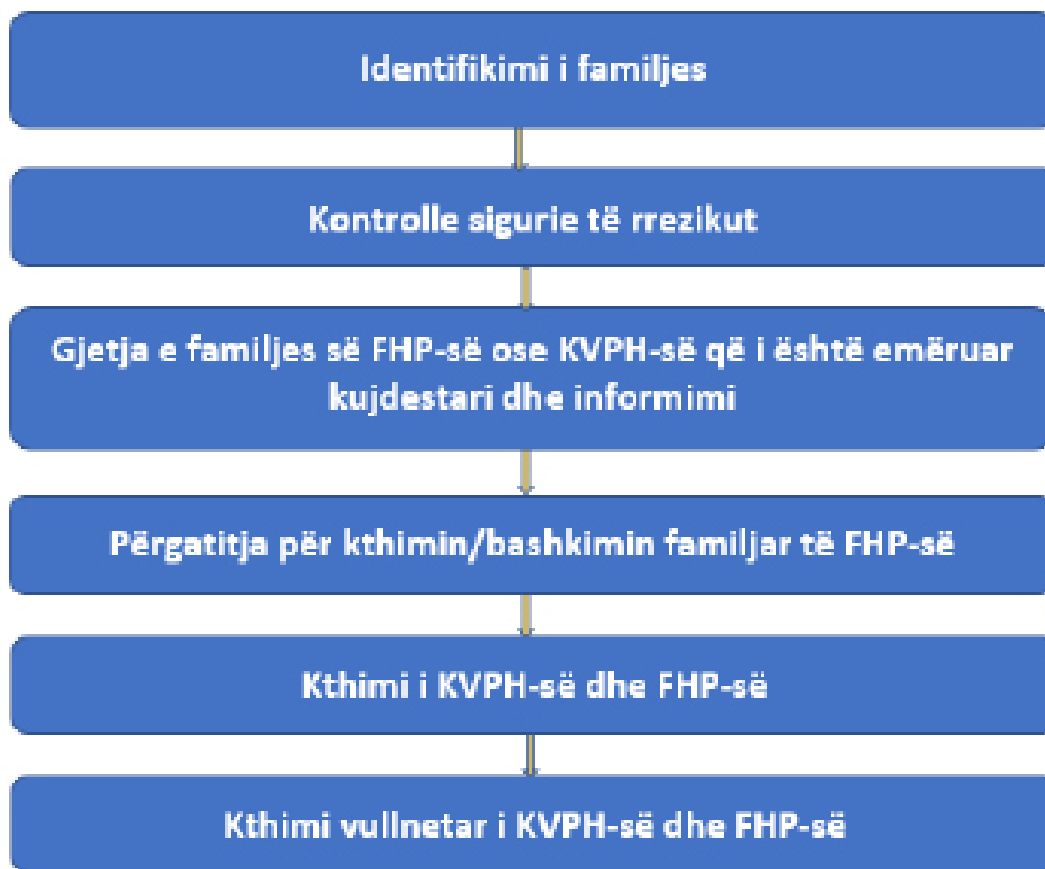 Identifikimi i familjes
Kontrolle sigurie të rrezikut
Gjetja e familjes së FHP-së ose KVPH-së që i është emëruar
kujdestari dhe informimi
Përgatitja për kthimin/bashkimin familjar të FHP-së
Kthimi i KVPH-së dhe FHP-së
Kthimi vullnetar i KVPH-së dhe FHP-së